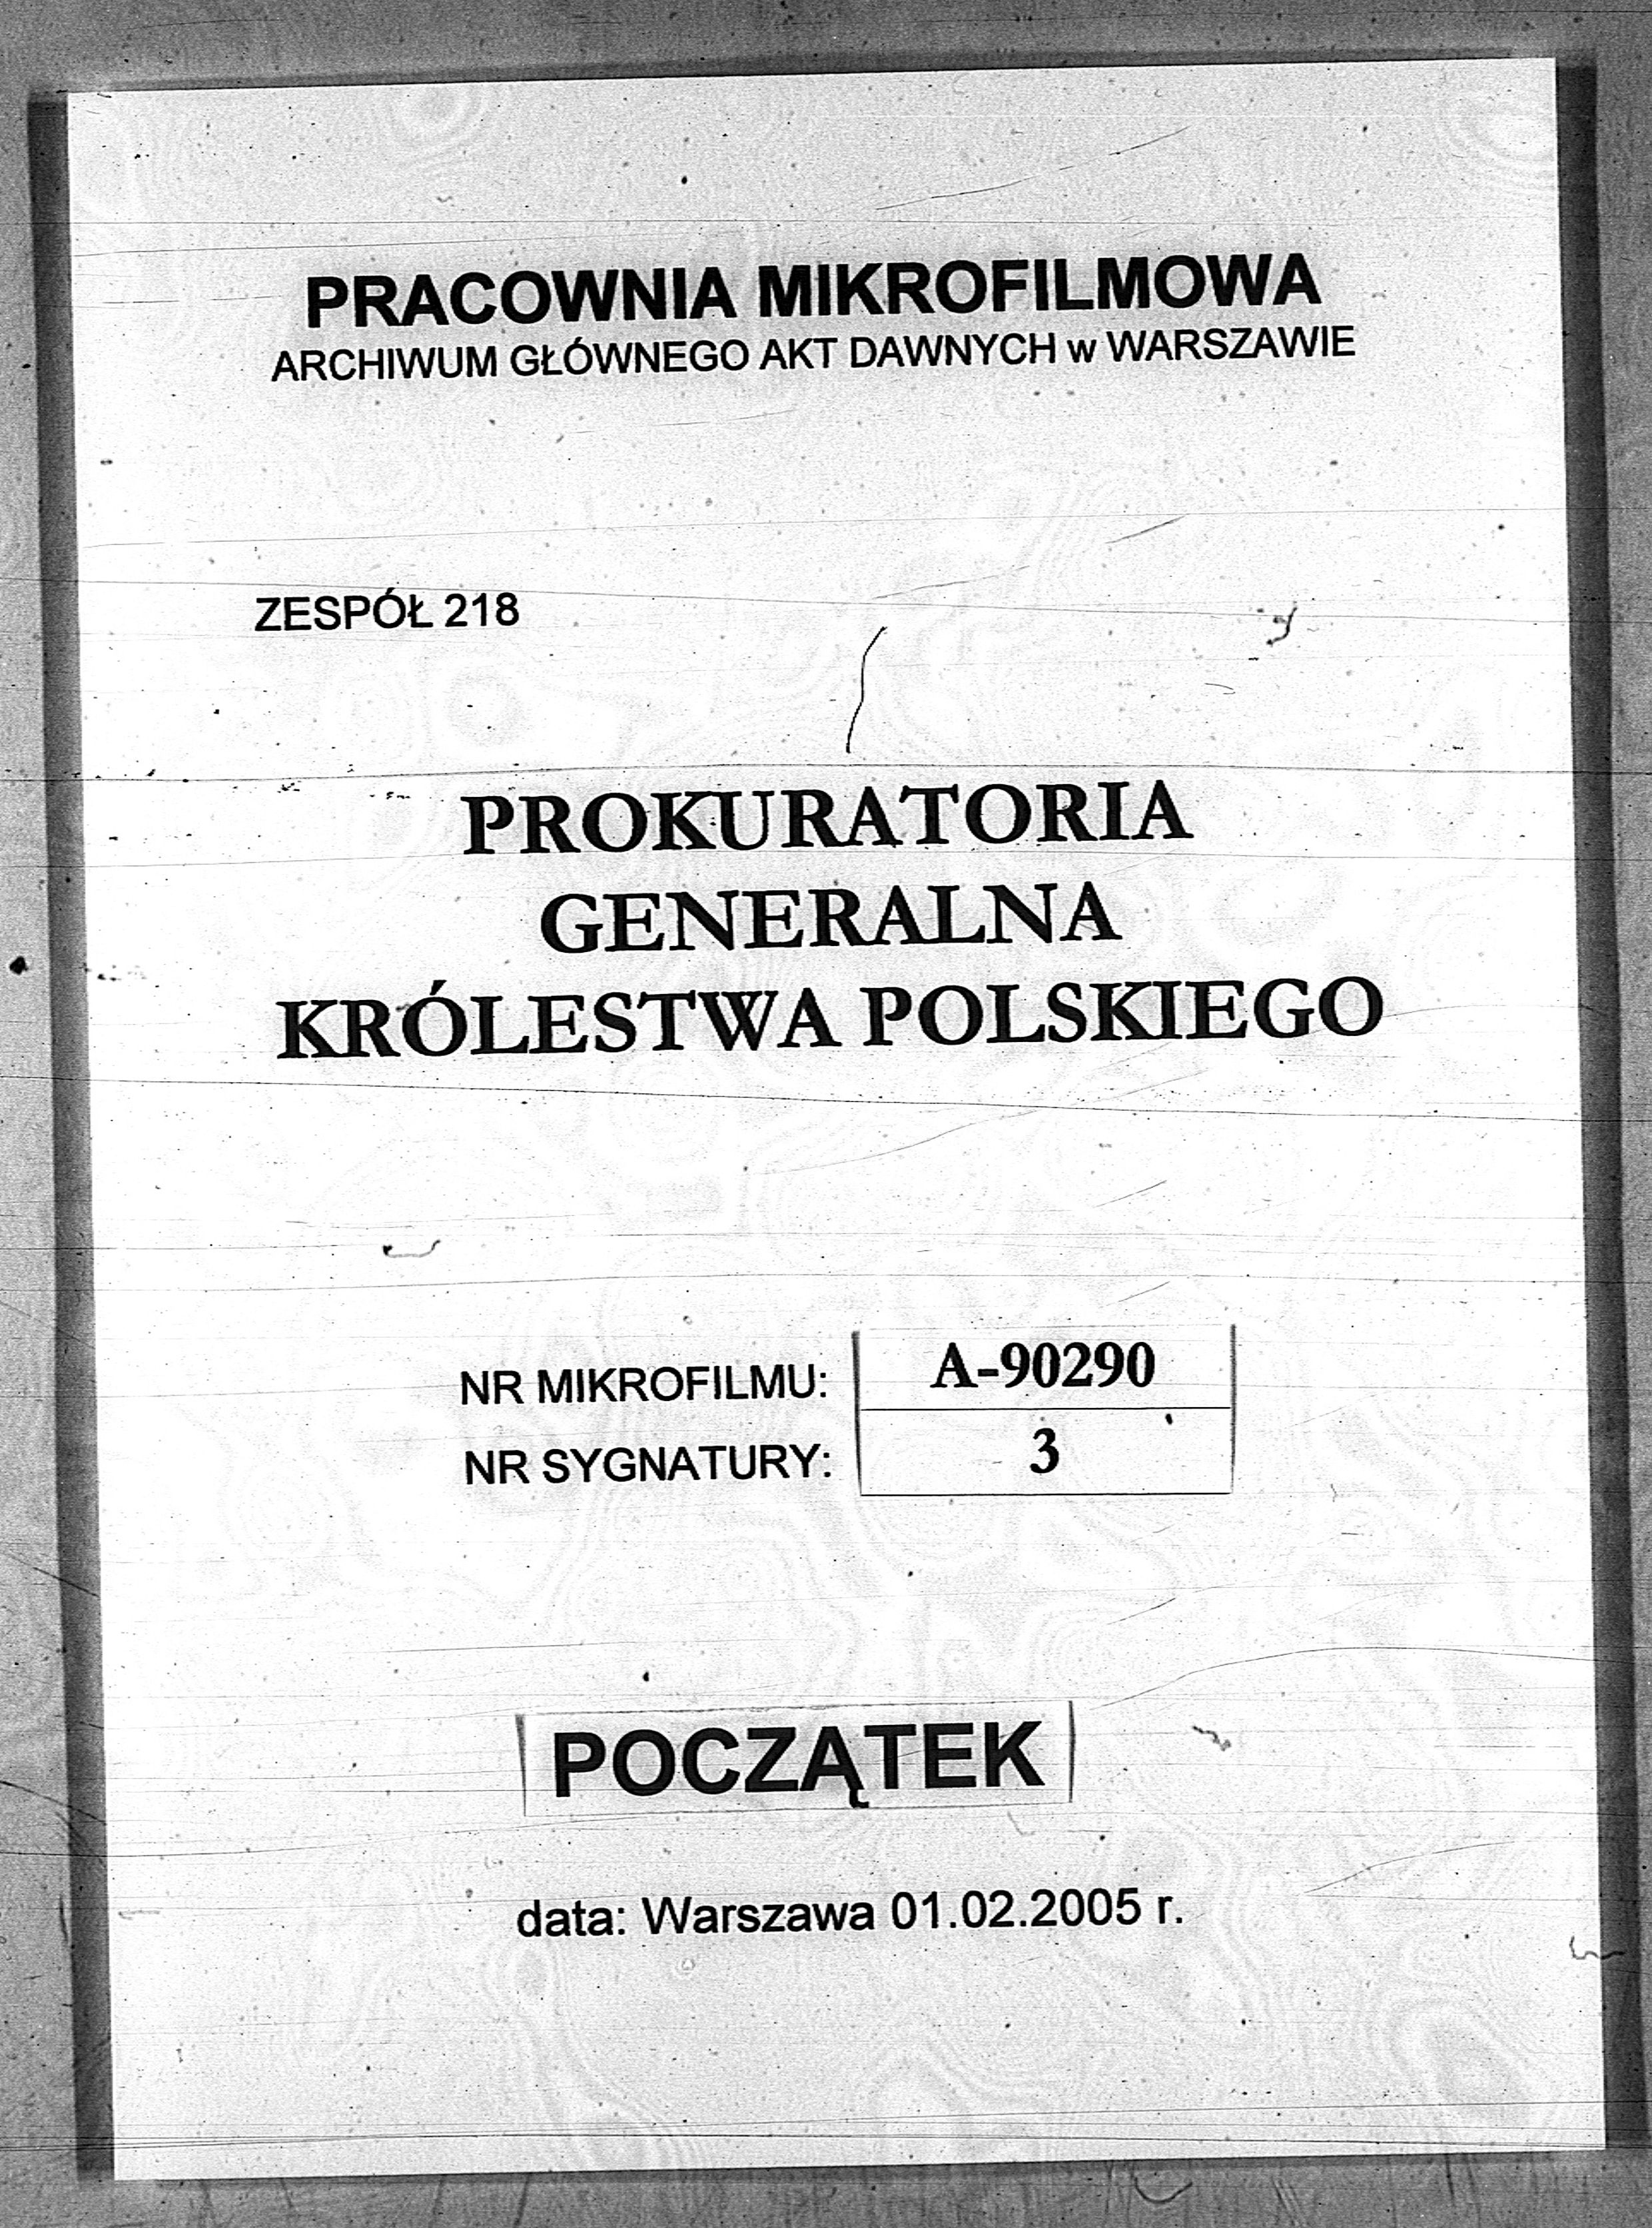 PRACOWNIA MIKROFILMOWA
ARCHIWUM GŁÓWNEGO AKT DAWNYCH w WARSZAWIE
ZESPÓŁ 218
PROKURATORIA
GENERALNA
KRÓLESTWA POLSKIEGO
NR MIKROFILMU: A-90290
NR SYGNATURY: 3
POCZĄTEK
data: Warszawa 01.02.2005 r.